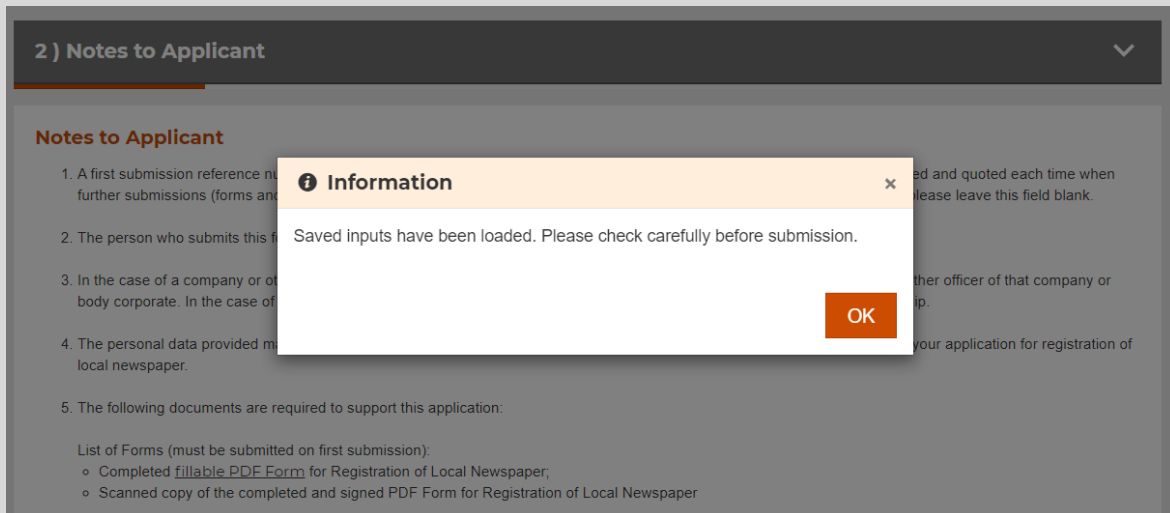 2 ) Notes to Applicant
Notes to Applicant
1. A first submission reference ed and quoted each time when
further submissions (forms please leave this field blank.
2. The person who submits this
3. In the case of a company or other officer of that company or
body corporate. In the case of
4. The personal data provided your application for registration of
local newspaper.
5. The following documents are required to support this application:
List of Forms (must be submitted on first submission):
Completed fillable PDF Form for Registration of Local Newspaper;
Scanned copy of the completed and signed PDF Form for Registration of Local Newspaper
Information
×
Saved inputs have been loaded. Please check carefully before submission.
OK